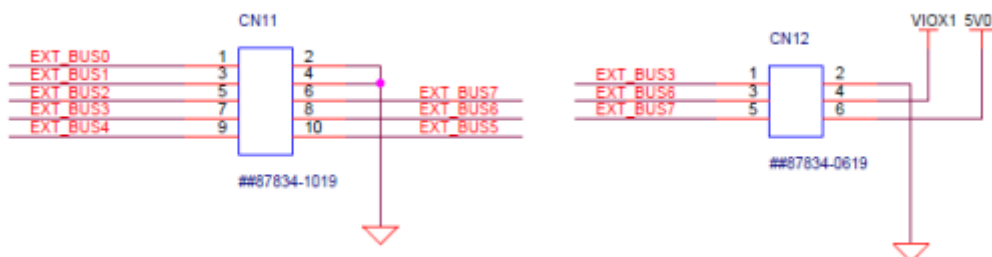 CN11
EXT_BUS0 1 2
EXT_BUS1 3 4
EXT_BUS2 5 6 EXT_BUS7
EXT_BUS3 7 8 EXT_BUS6
EXT_BUS4 9 10 EXT_BUS5
##87834-1019
VIOX1 5V0
CN12
EXT_BUS3 1 2
EXT_BUS6 3 4
EXT_BUS7 5 6
##87834-0619